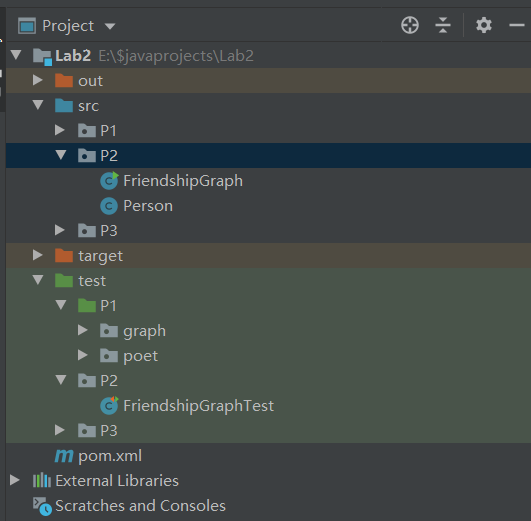 Project
Lab2 E:\$javaprojects\Lab2
out
src
P1
P2
FriendshipGraph
Person
P3
target
test
P1
graph
poet
P2
FriendshipGraphTest
P3
pom.xml
External Libraries
Scratches and Consoles